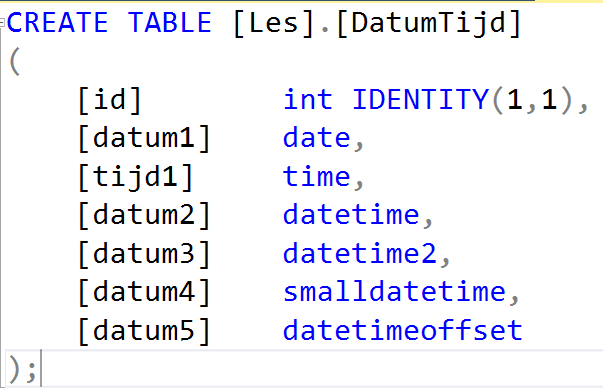 CREATE TABLE [Les].[DatumTijd]
(
[id] int IDENTITY(1,1),
[datum1] date,
[tijd1] time,
[datum2] datetime,
[datum3] datetime2,
[datum4] smalldatetime,
[datum5] datetimeoffset
);